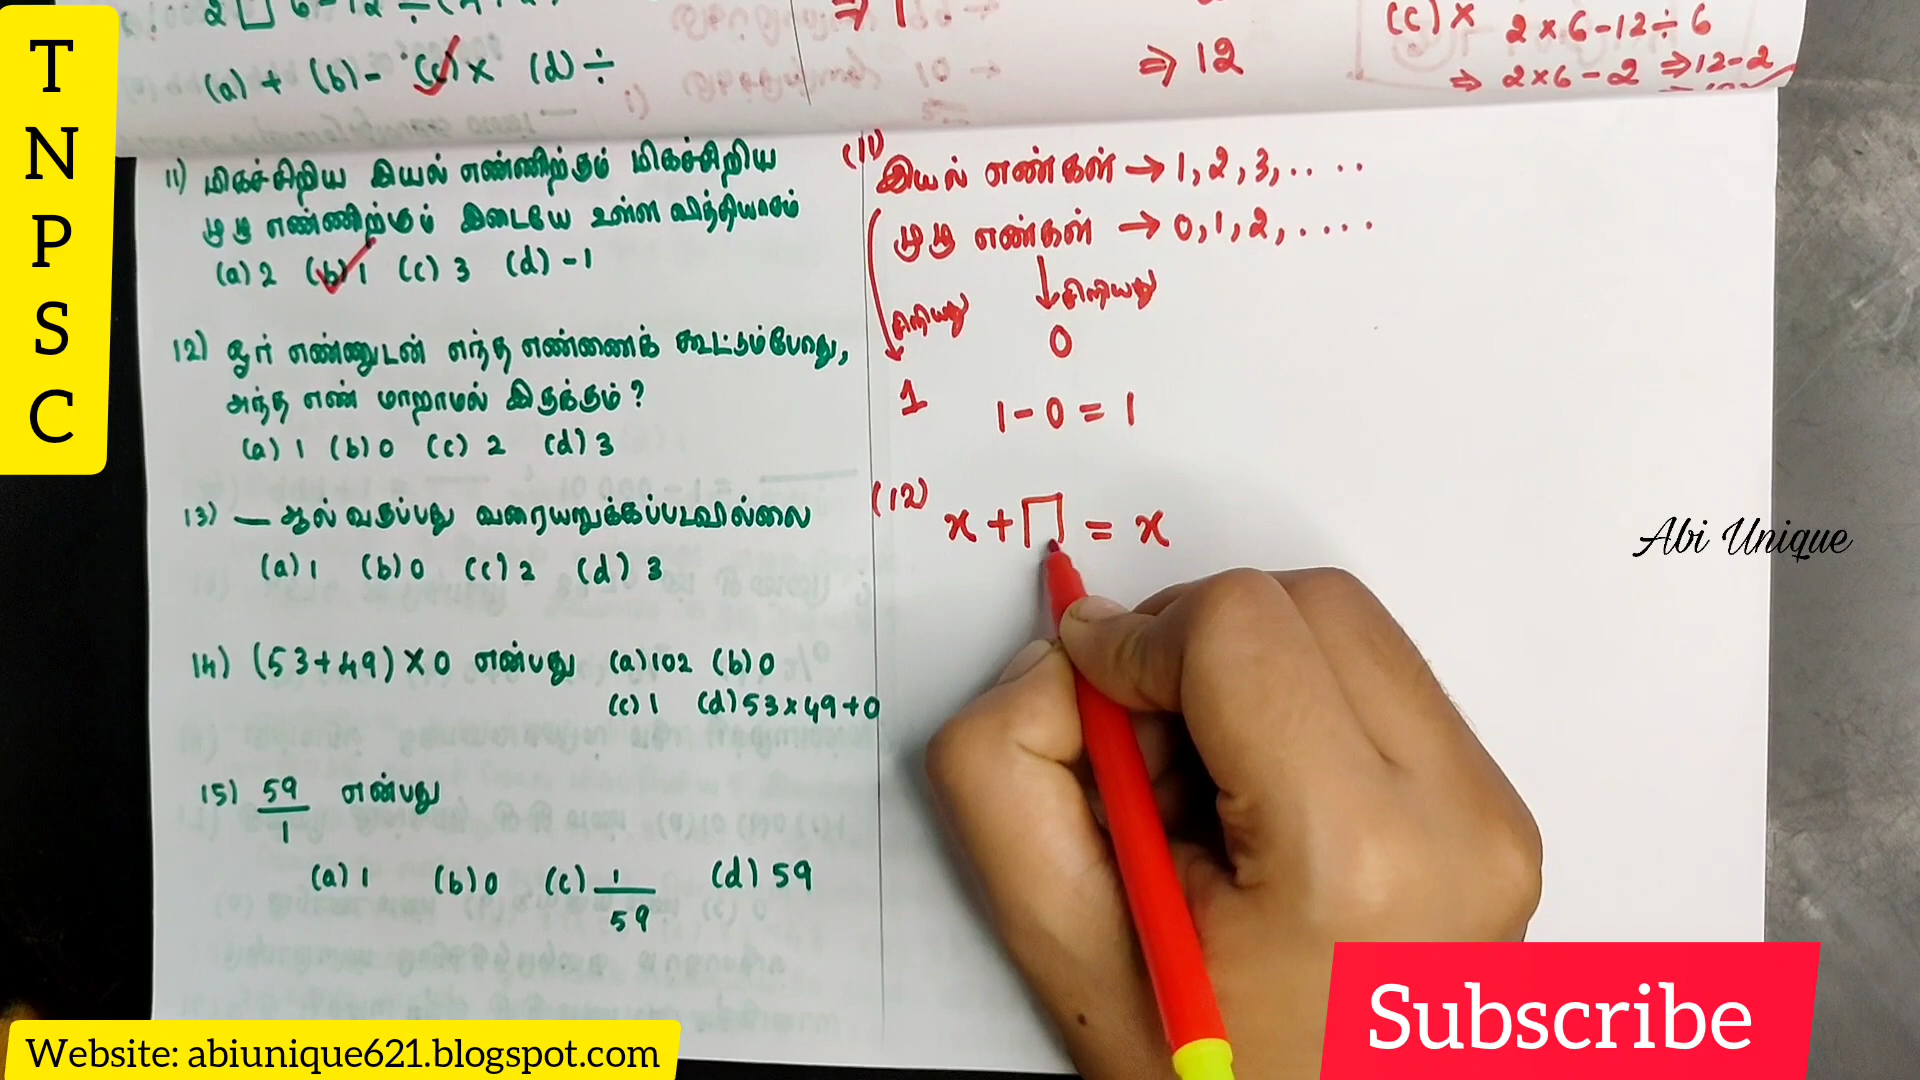 T
N
P
S
C
(a) + (b) - (c) × (d) ÷
⇒ 1
⇒ 12
(c) × 2 × 6 - 12 ÷ 6
⇒ 2 × 6 - 2 ⇒ 12 - 2
11) மிகச்சிறிய இயல் எண்ணிற்கும் மிகச்சிறிய
முழு எண்ணிற்கும் இடையே உள்ள வித்தியாசம்
(a) 2 (b) 1 (c) 3 (d) -1
12) ஓர் எண்ணுடன் எந்த எண்ணைக் கூட்டும்போது,
அந்த எண் மாறாமல் இருக்கும் ?
(a) 1 (b) 0 (c) 2 (d) 3
13) — ஆல் வகுப்பது வரையறுக்கப்படவில்லை
(a) 1 (b) 0 (c) 2 (d) 3
14) (53+49) × 0 என்பது (a) 102 (b) 0
(c) 1 (d) 53×49+0
15) 59/1 என்பது
(a) 1 (b) 0 (c) 1/59 (d) 59
(11) இயல் எண்கள் → 1, 2, 3, ....
முழு எண்கள் → 0, 1, 2, ....
சிறியது சிறியது
0
1 1 - 0 = 1
(12) x + □ = x
Abi Unique
Subscribe
Website: abiunique621.blogspot.com